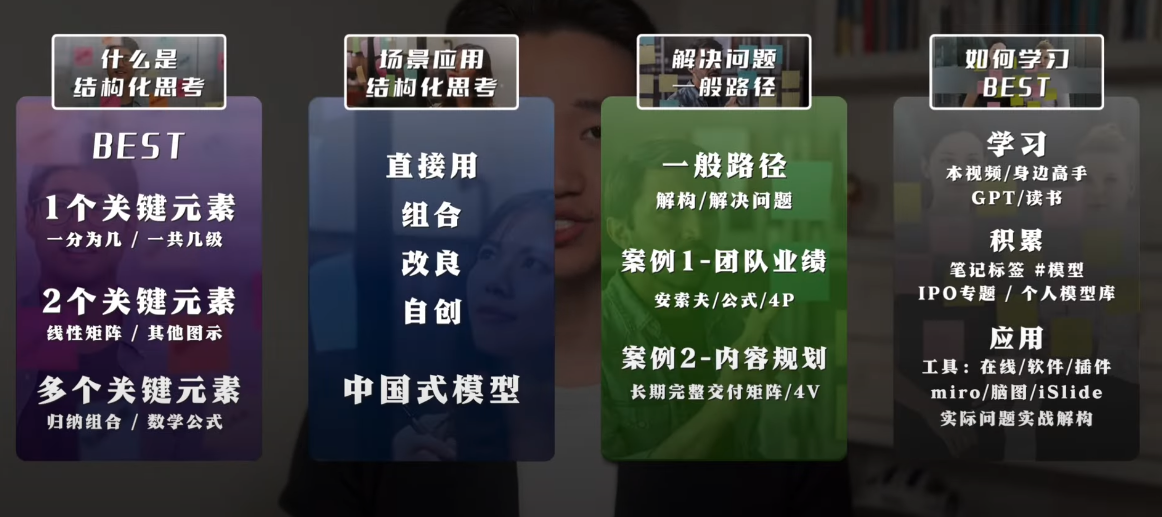 什么是
结构化思考
BEST
1个关键元素
一分为几 / 一共几级
2个关键元素
线性矩阵 / 其他图示
多个关键元素
归纳组合 / 数学公式
场景应用
结构化思考
直接用
组合
改良
自创
中国式模型
解决问题
一般路径
一般路径
解构/解决问题
案例1-团队业绩
安索夫/公式/4P
案例2-内容规划
长期完整交付矩阵/4V
如何学习
BEST
学习
本视频/身边高手
GPT/读书
积累
笔记标签 #模型
IPO专题 / 个人模型库
应用
工具：在线/软件/插件
miro/脑图/iSlide
实际问题实战解构